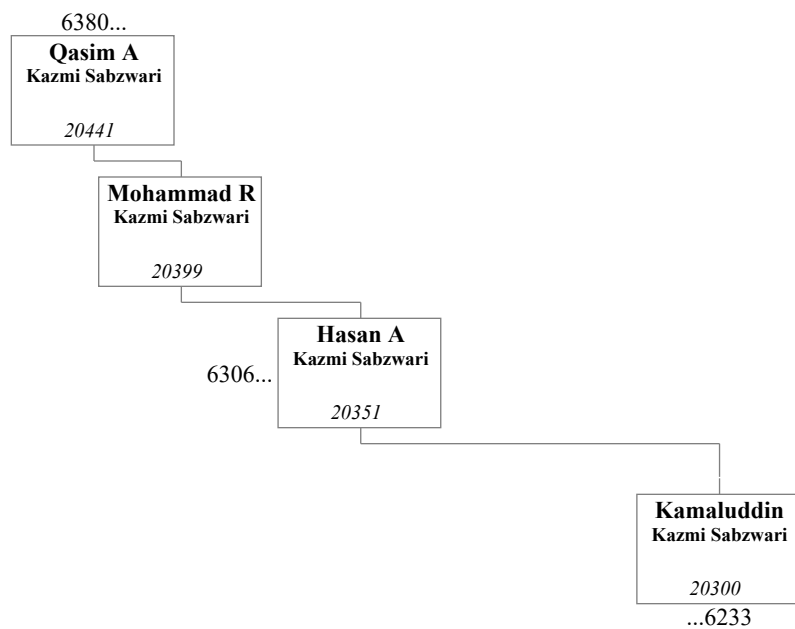 6380...
Qasim A
Kazmi Sabzwari
20441
Mohammad R
Kazmi Sabzwari
20399
Hasan A
Kazmi Sabzwari
6306...
20351
Kamaluddin
Kazmi Sabzwari
20300
...6233